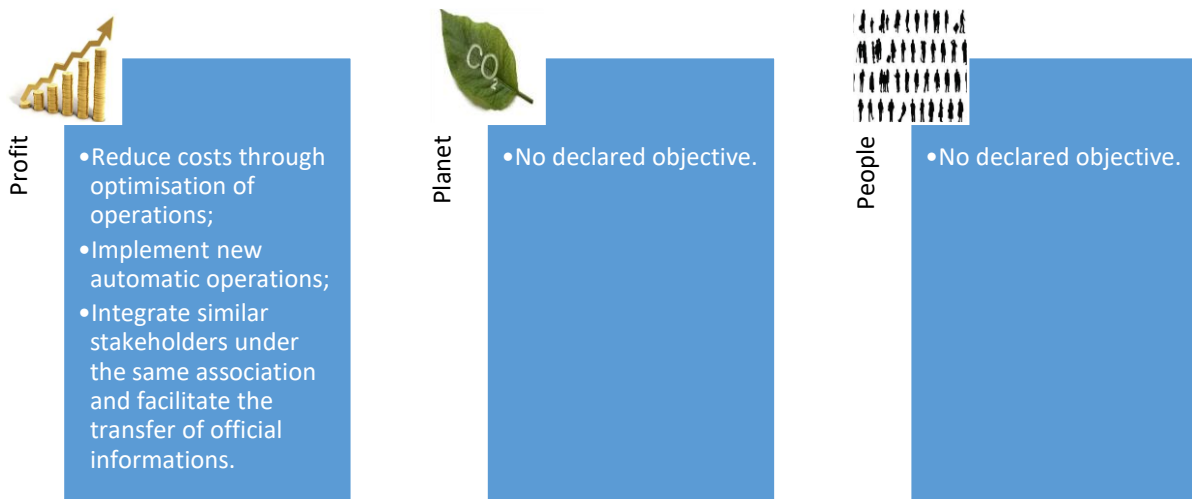 Profit
•Reduce costs through
optimisation of
operations;
•Implement new
automatic operations;
•Integrate similar
stakeholders under
the same association
and facilitate the
transfer of official
informations.
CO2
Planet
•No declared objective.
People
•No declared objective.